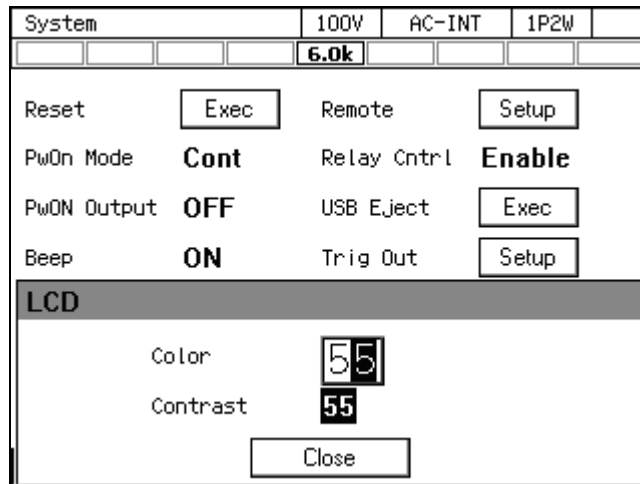 System 100V AC-INT 1P2W
6.0k
Reset Exec Remote Setup
PwOn Mode Cont Relay Cntrl Enable
PwON Output OFF USB Eject Exec
Beep ON Trig Out Setup
LCD
Color 55
Contrast 55
Close